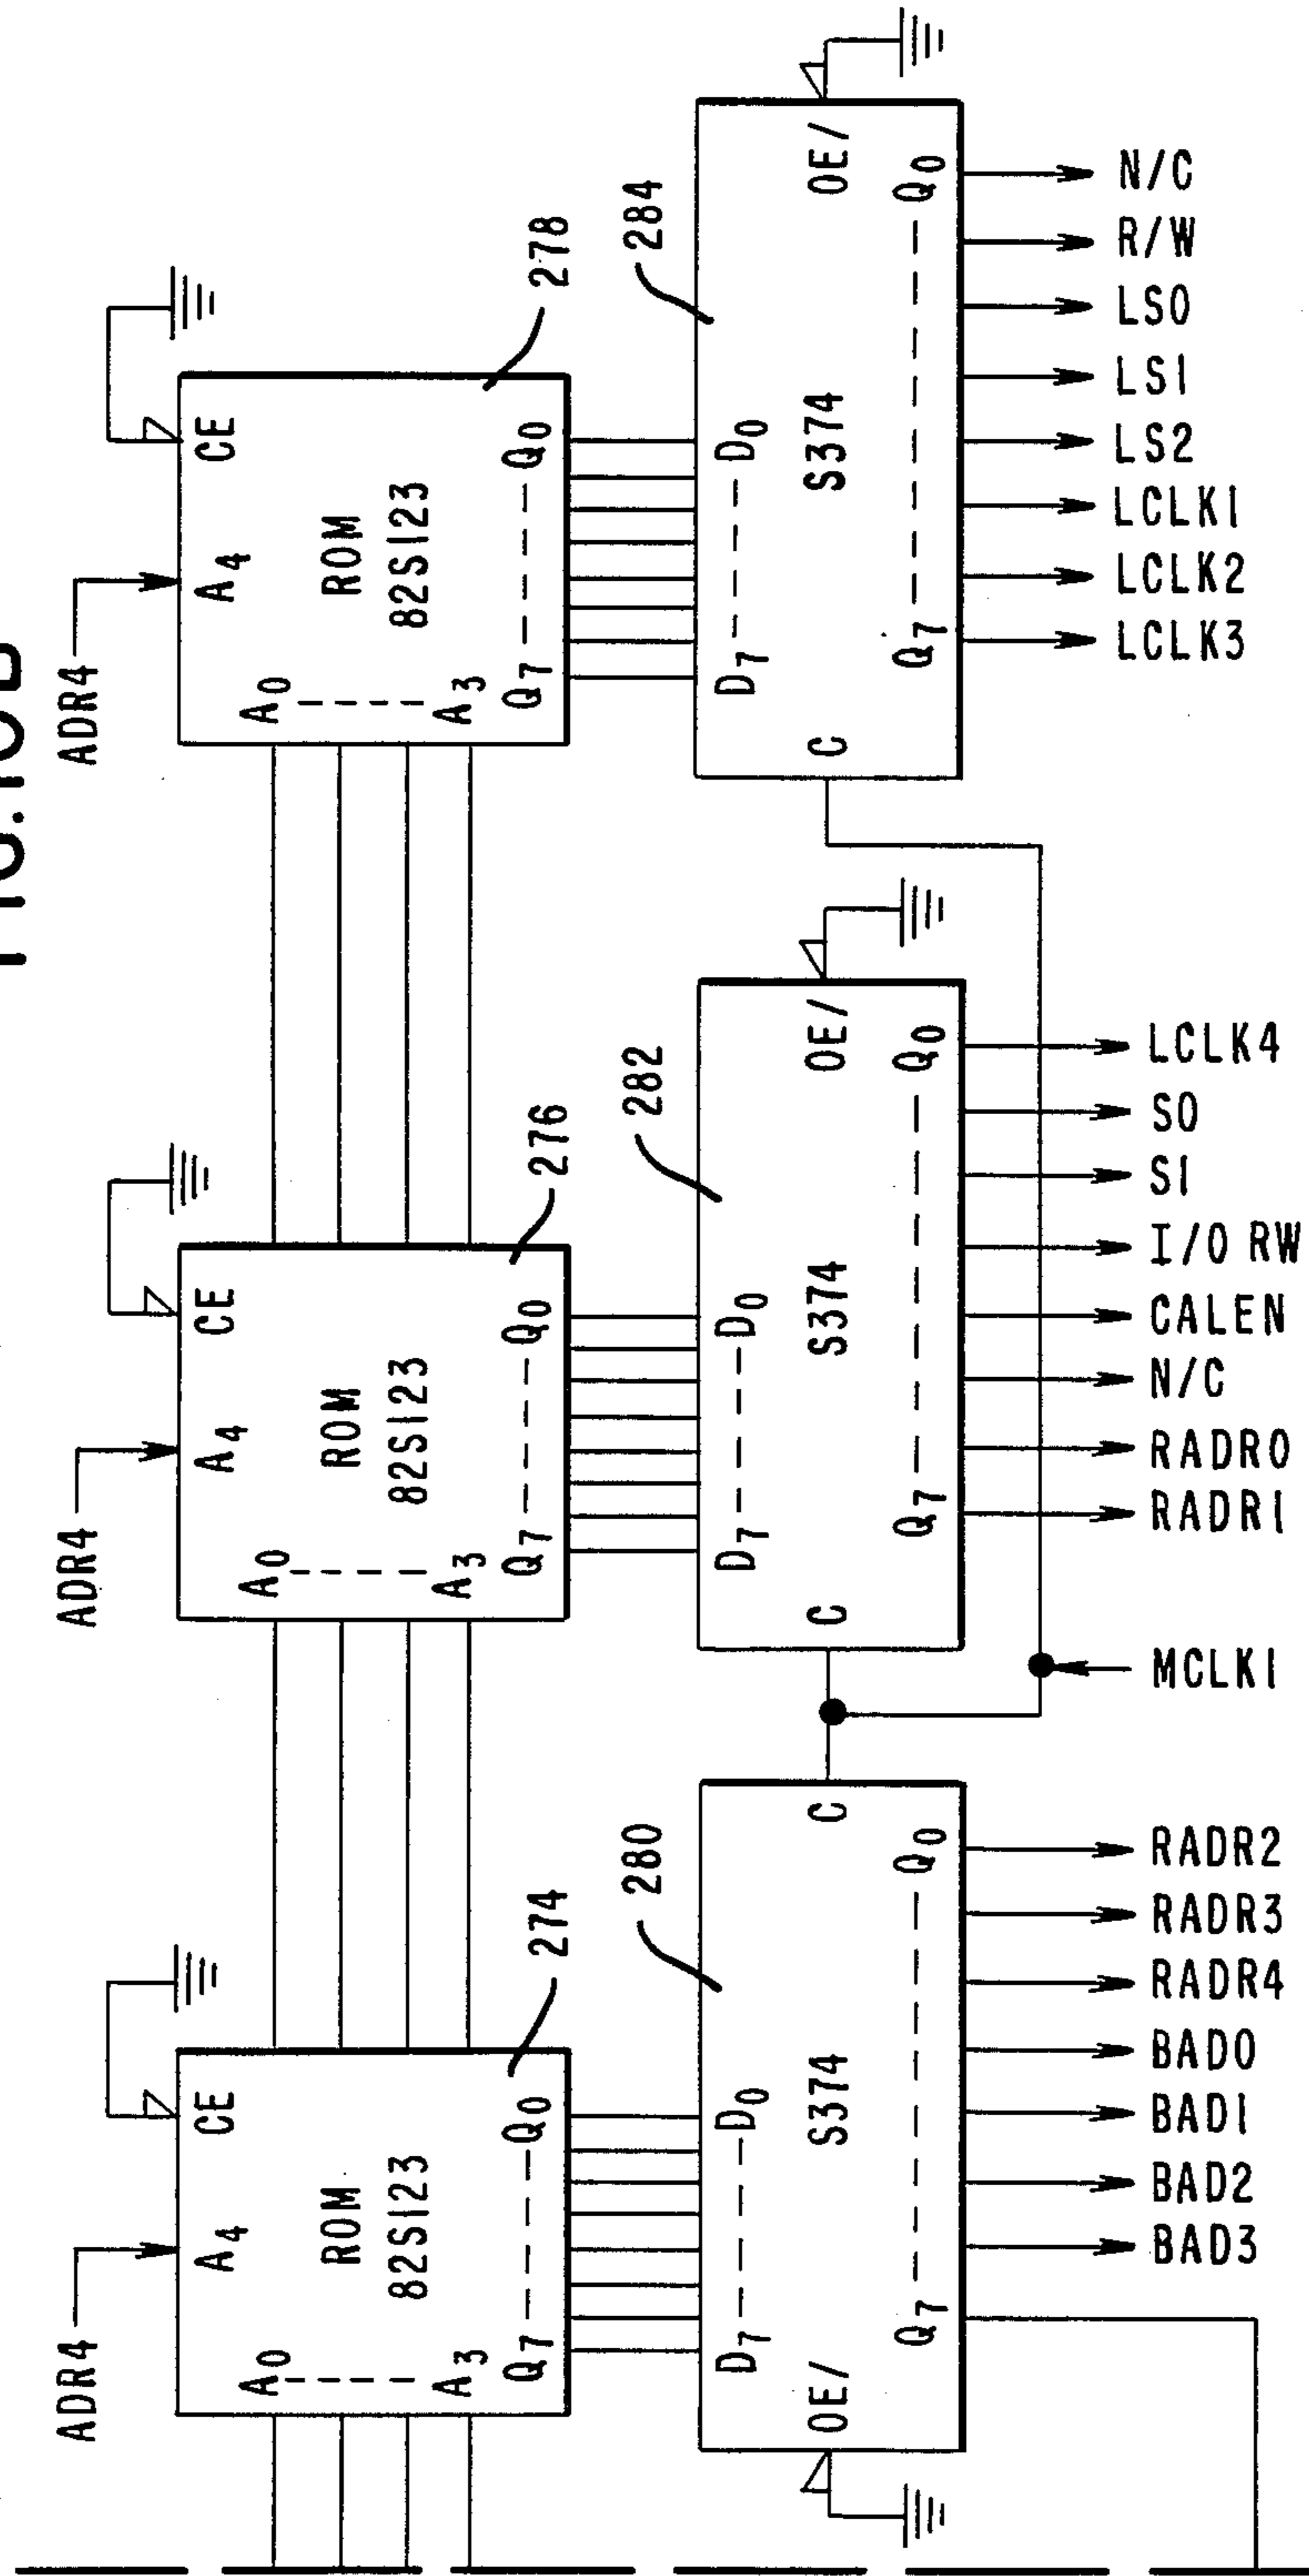 FIG.
ADR4 ADR4 ADR4
A4 CE A4 CE A4 CE
A0 A0 A0
ROM ROM ROM
82S123 82S123 82S123
A3 A3 A3
Q7 Q0 Q7 Q0 Q7 Q0
274 276 278
280 282 284
D7 D0 D7 D0 D7 D0
OE/ S374 C C S374 OE/ C S374 OE/
Q7 Q0 Q7 Q0 Q7 Q0
BAD3
BAD2
BAD1
BAD0
RADR4
RADR3
RADR2
MCLK1
RADR1
RADR0
N/C
CALEN
I/O RW
S1
S0
LCLK4
LCLK3
LCLK2
LCLK1
LS2
LS1
LS0
R/W
N/C